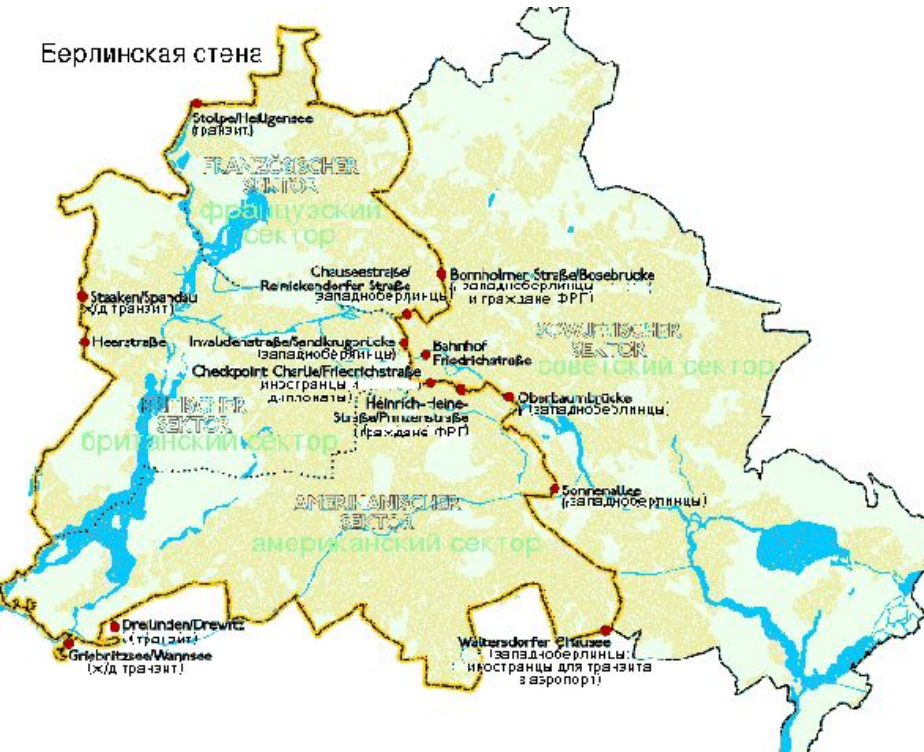 Берлинская стена
Stolpe/Heiligensee
(транзит)
FRANZÖSISCHER
SEKTOR
французский
сектор
Chausseestraße/
Reinickendorfer Straße
западноберлинцы
Bornholmer Straße/Bosebrucke
(западноберлинцы
и граждане ФРГ)
Staaken/Spandau
ж/д транзит)
Heerstraße
Invalidenstraße/Sandkrugbrücke
(западноберлинцы)
Bahnhof
Friedrichstraße
SOWJETISCHER
SEKTOR
советский сектор
Checkpoint Charlie/Friedrichstraße
иностранцы и
дипломаты)
BRITISCHER
SEKTOR
британский сектор
Heinrich-Heine-
Straße/Prinzenstraße
(граждане ФРГ)
Oberbaumbrücke
(западноберлинцы)
Sonnenallee
(западноберлинцы)
AMERIKANISCHER
SEKTOR
американский сектор
Dreilinden/Drewitz
(транзит)
Griebnitzsee/Wannsee
(ж/д транзит)
Waltersdorfer Chausee
(западноберлинцы;
иностранцы для транзита
в аэропорт)